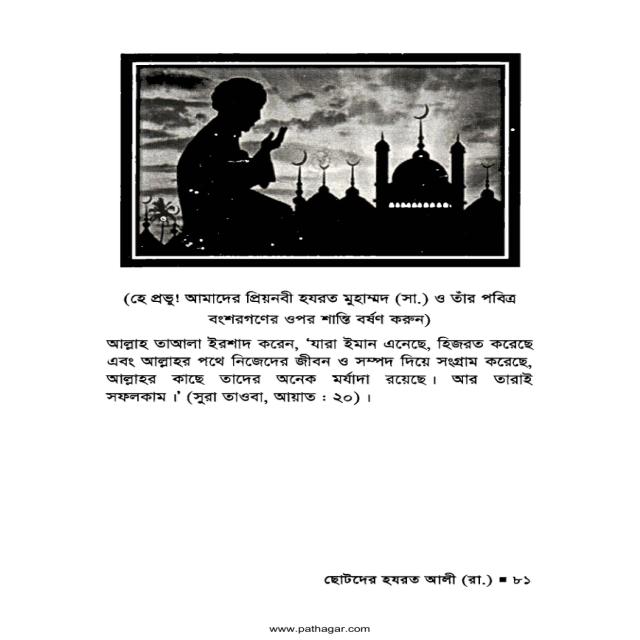 (হে প্রভু! আমাদের প্রিয়নবী হযরত মুহাম্মদ (সা.) ও তাঁর পবিত্র
বংশরগণের ওপর শান্তি বর্ষণ করুন)
আল্লাহ তাআলা ইরশাদ করেন, ‘যারা ইমান এনেছে, হিজরত করেছে
এবং আল্লাহর পথে নিজেদের জীবন ও সম্পদ দিয়ে সংগ্রাম করেছে,
আল্লাহর কাছে তাদের অনেক মর্যাদা রয়েছে। আর তারাই
সফলকাম।’ (সুরা তাওবা, আয়াত : ২০)।
ছোটদের হযরত আলী (রা.) ■ ৮১
www.pathagar.com